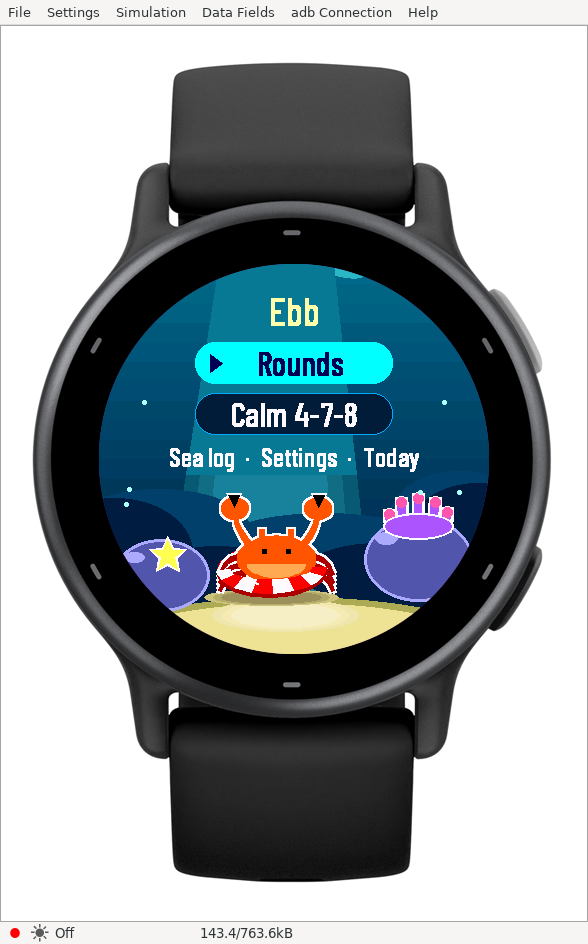 File Settings Simulation Data Fields adb Connection Help
Ebb
Rounds
Calm 4-7-8
Sea log · Settings · Today
Off 143.4/763.6kB